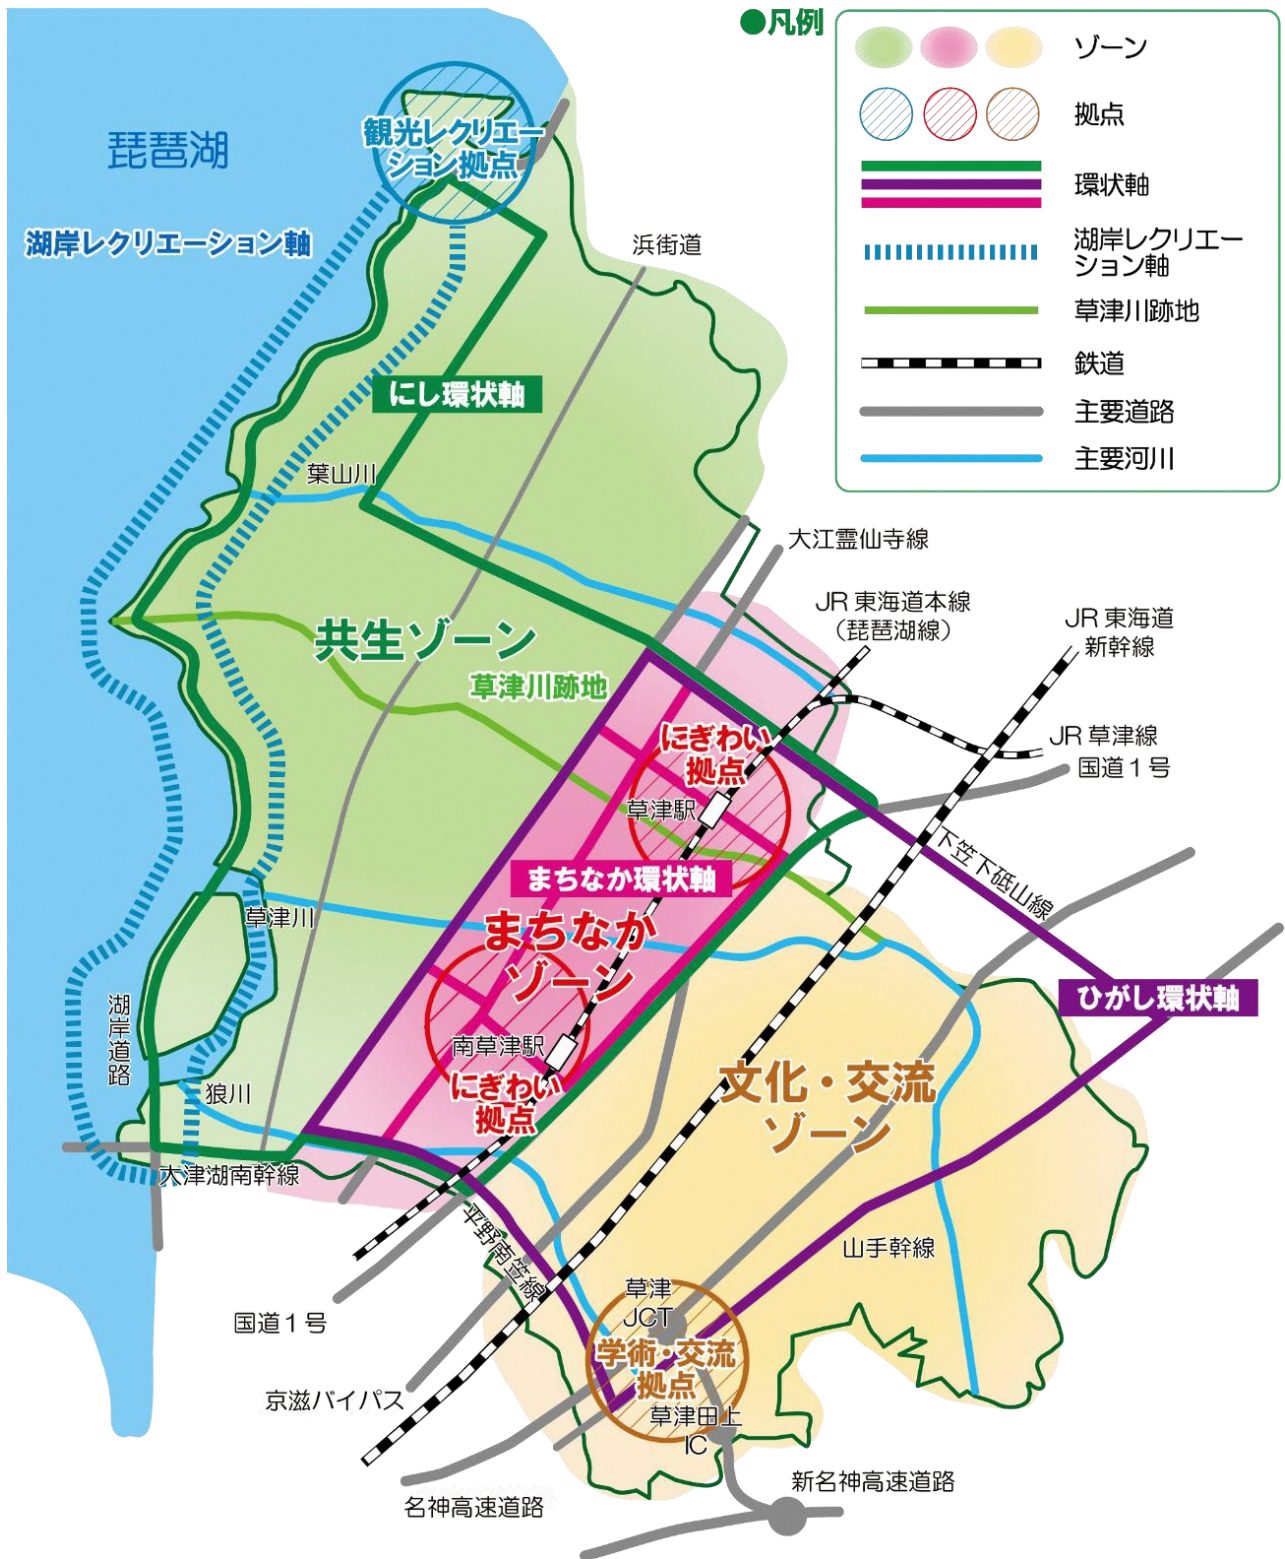 ●凡例
ゾーン
拠点
環状軸
湖岸レクリエー
ション軸
草津川跡地
鉄道
主要道路
主要河川
琵琶湖
観光レクリエー
ション拠点
湖岸レクリエーション軸
浜街道
にし環状軸
葉山川
大江霊仙寺線
JR 東海道本線
（琵琶湖線）
JR 東海道
新幹線
共生ゾーン
草津川跡地
にぎわい
拠点
JR 草津線
国道１号
草津駅
下笠下砥山線
まちなか環状軸
草津川
まちなか
ゾーン
ひがし環状軸
湖岸道路
南草津駅
にぎわい
拠点
文化・交流
ゾーン
狼川
大津湖南幹線
平野南笠線
山手幹線
草津
JCT
国道１号
学術・交流
拠点
京滋バイパス
草津田上
IC
新名神高速道路
名神高速道路